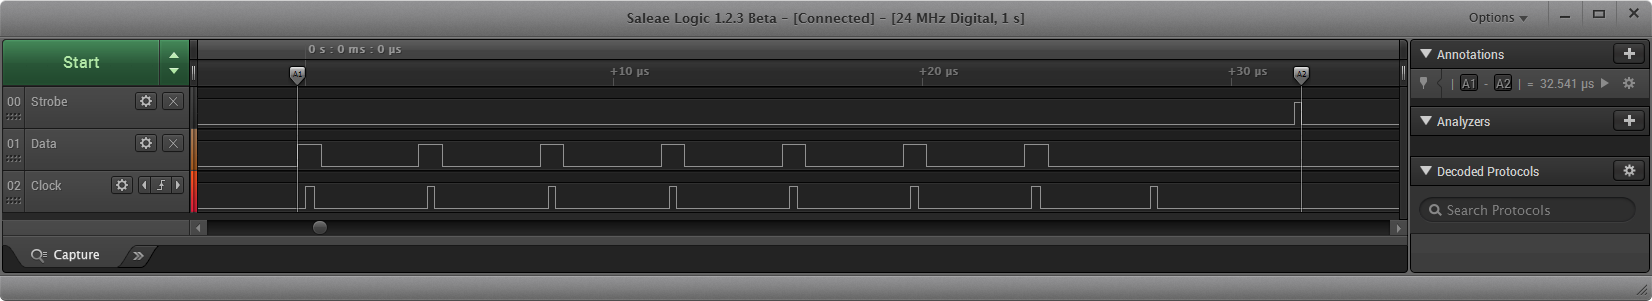 Saleae Logic 1.2.3 Beta - [Connected] - [24 MHz Digital, 1 s]
Options
Start
0 s : 0 ms : 0 µs
+10 µs
+20 µs
+30 µs
A1
A2
00 Strobe
01 Data
02 Clock
Capture
Annotations
| A1 - A2 | = 32.541 µs
Analyzers
Decoded Protocols
Search Protocols